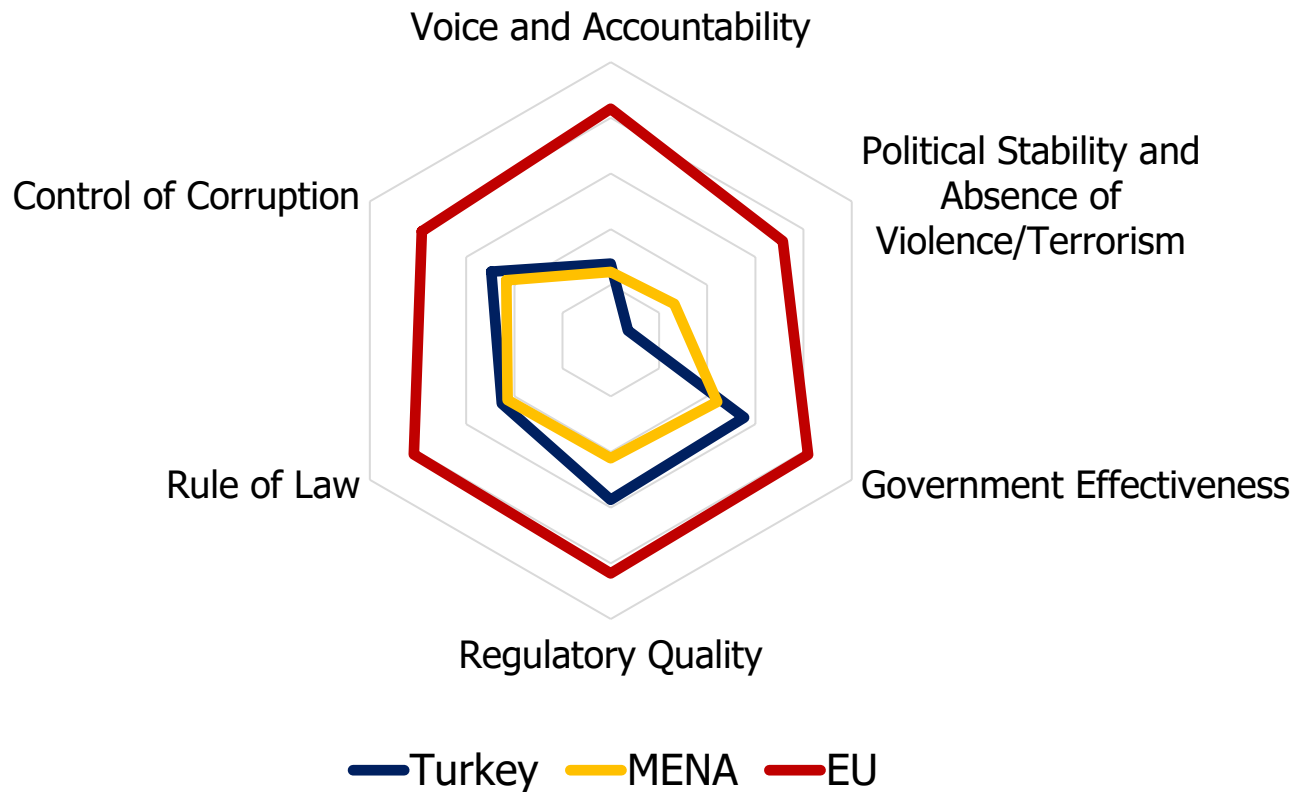 Voice and Accountability
Political Stability and
Absence of
Violence/Terrorism
Control of Corruption
Rule of Law
Government Effectiveness
Regulatory Quality
Turkey MENA EU